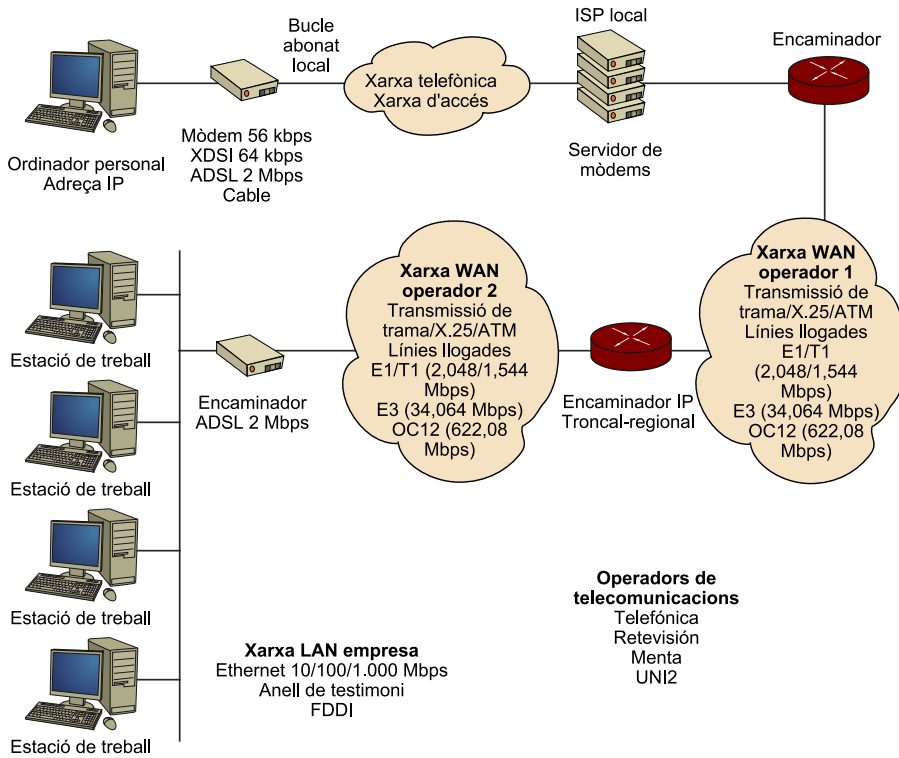 Bucle
abonat
local
ISP local
Encaminador
Xarxa telefònica
Xarxa d'accés
Ordinador personal
Adreça IP
Mòdem 56 kbps
XDSI 64 kbps
ADSL 2 Mbps
Cable
Servidor de
mòdems
Xarxa WAN
operador 1
Transmissió de
trama/X.25/ATM
Línies llogades
E1/T1
(2,048/1,544
Mbps)
E3 (34,064 Mbps)
OC12 (622,08
Mbps)
Xarxa WAN
operador 2
Transmissió de
trama/X.25/ATM
Línies llogades
E1/T1 (2,048/1,544
Mbps)
E3 (34,064 Mbps)
OC12 (622,08
Mbps)
Encaminador IP
Troncal-regional
Encaminador
ADSL 2 Mbps
Estació de treball
Estació de treball
Estació de treball
Estació de treball
Xarxa LAN empresa
Ethernet 10/100/1.000 Mbps
Anell de testimoni
FDDI
Operadors de
telecomunicacions
Telefónica
Retevisión
Menta
UNI2